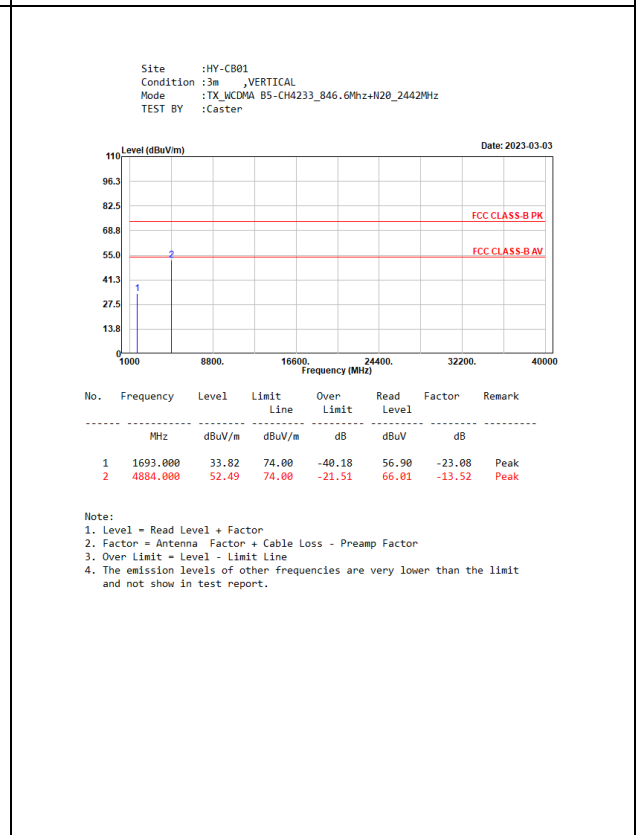 Site :HY-CB01
Condition :3m ,VERTICAL
Mode :TX_WCDMA B5-CH4233_846.6Mhz+N20_2442MHz
TEST BY :Caster
Level (dBuV/m) Date: 2023-03-03
110
96.3
82.5
FCC CLASS-B PK
68.8
55.0 2 FCC CLASS-B AV
41.3
1
27.5
13.8
0
1000 8800. 16600. 24400. 32200. 40000
Frequency (MHz)
No. Frequency Level Limit Over Read Factor Remark
Line Limit Level
------ ----------- -------- -------- --------- --------- -------- ---------
MHz dBuV/m dBuV/m dB dBuV dB
1 1693.000 33.82 74.00 -40.18 56.90 -23.08 Peak
2 4884.000 52.49 74.00 -21.51 66.01 -13.52 Peak
Note:
1. Level = Read Level + Factor
2. Factor = Antenna Factor + Cable Loss - Preamp Factor
3. Over Limit = Level - Limit Line
4. The emission levels of other frequencies are very lower than the limit
and not show in test report.